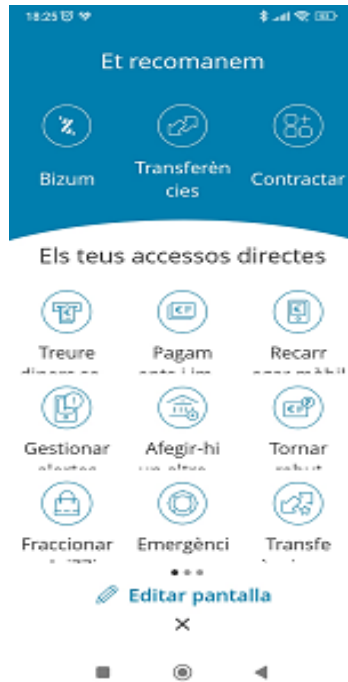 18:25
Et recomanem
Bizum
Transferèn
cies
Contractar
Els teus accessos directes
Treure
Pagam
Recarr
Gestionar
Afegir-hi
Tornar
Fraccionar
Emergènci
Transfe
Editar pantalla